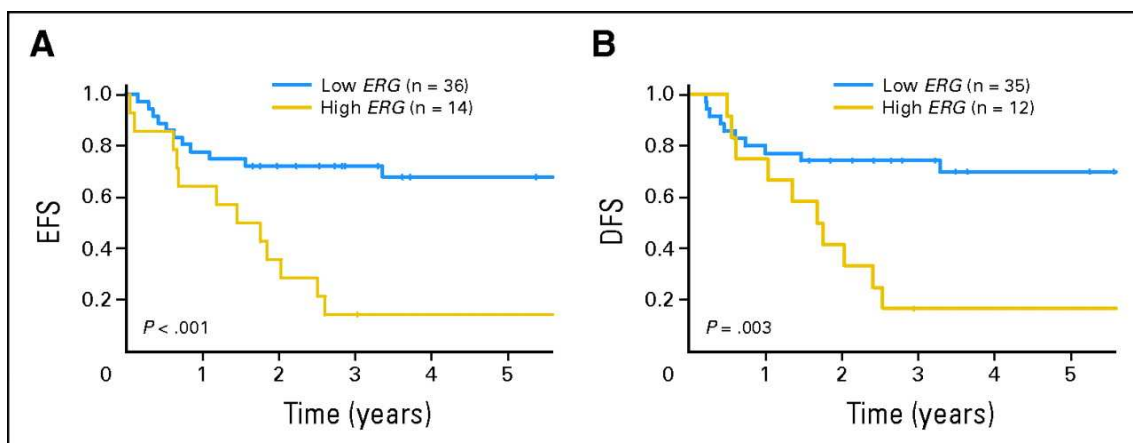 A
Low ERG (n = 36)
High ERG (n = 14)
EFS
1.0
0.8
0.6
0.4
0.2
P < .001
0 1 2 3 4 5
Time (years)
B
Low ERG (n = 35)
High ERG (n = 12)
DFS
1.0
0.8
0.6
0.4
0.2
P = .003
0 1 2 3 4 5
Time (years)